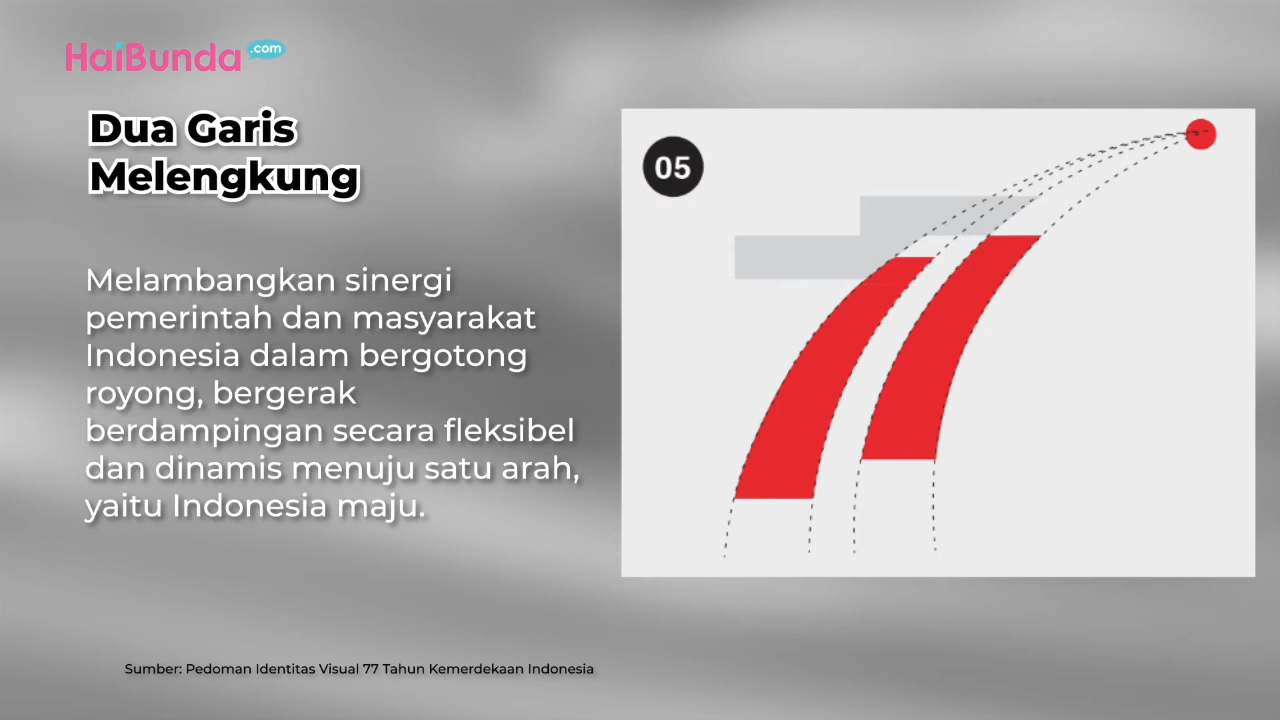 HaiBunda.com
Dua Garis
Melengkung
Melambangkan sinergi
pemerintah dan masyarakat
Indonesia dalam bergotong
royong, bergerak
berdampingan secara fleksibel
dan dinamis menuju satu arah,
yaitu Indonesia maju.
05
Sumber: Pedoman Identitas Visual 77 Tahun Kemerdekaan Indonesia